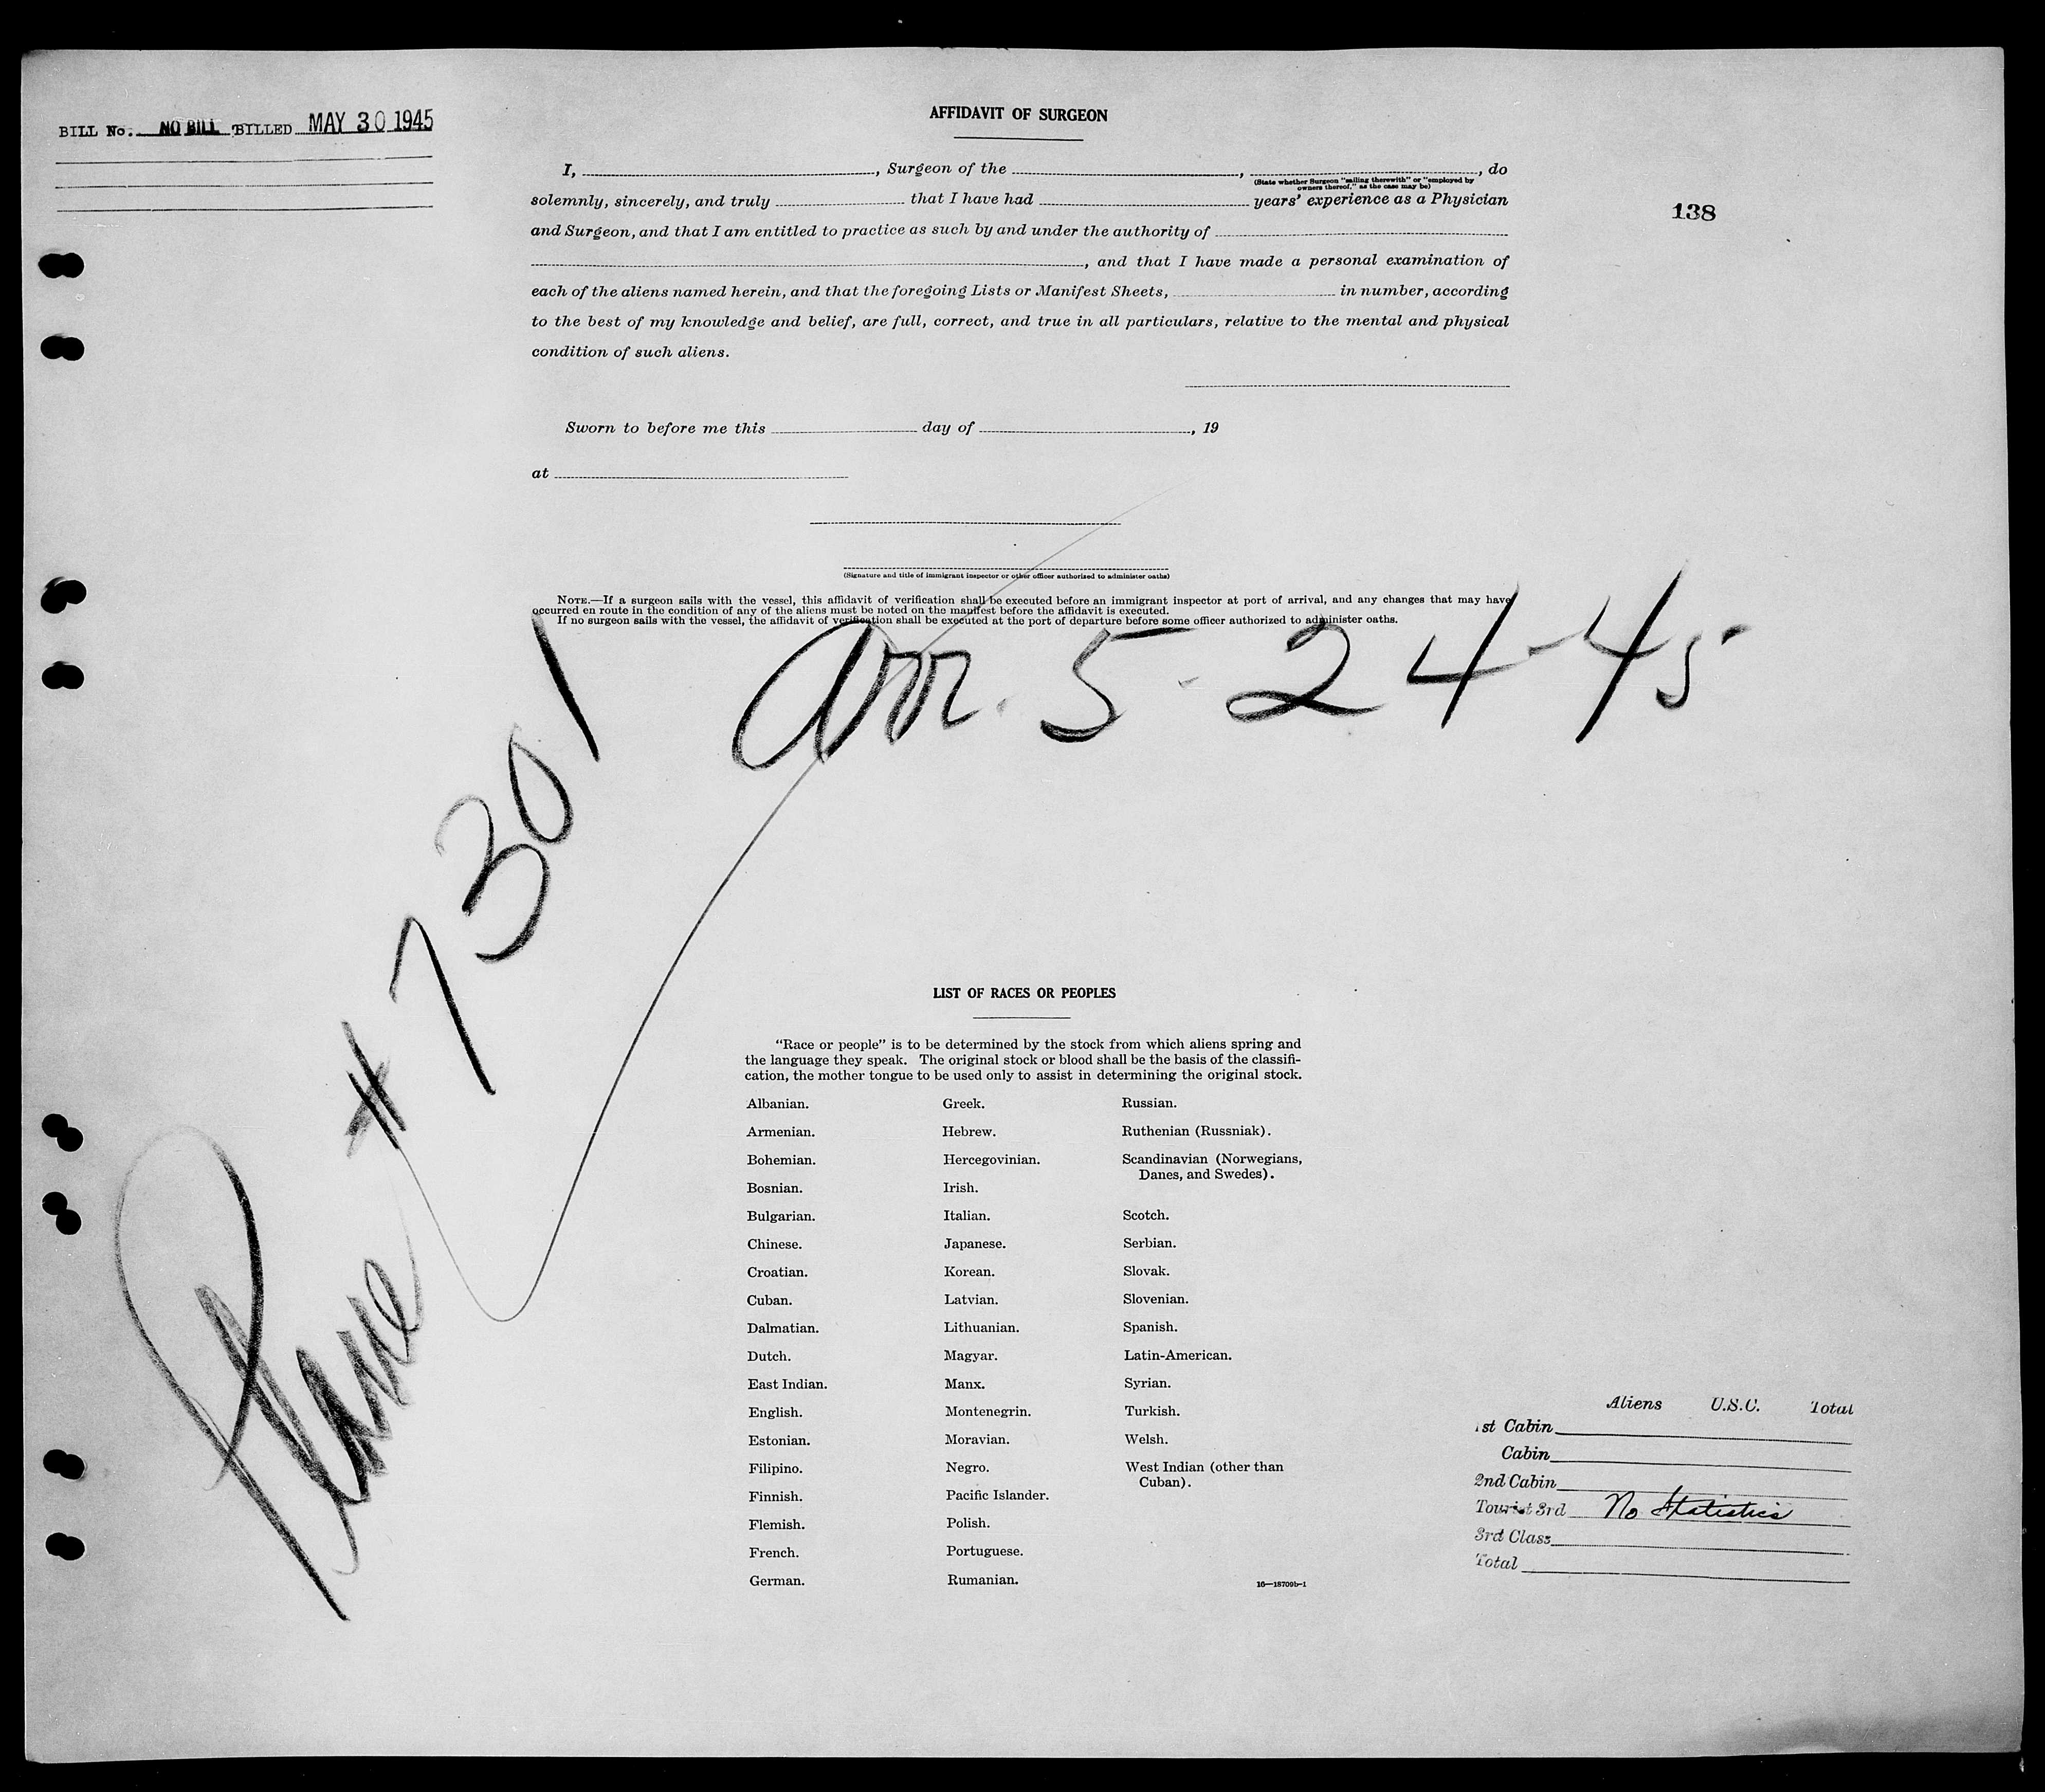 BILL No. NO BILL BILLED MAY 30 1945
AFFIDAVIT OF SURGEON
I, , Surgeon of the , , do
(State whether Surgeon "sailing therewith" or "employed by
owners thereof," as the case may be)
solemnly, sincerely, and truly that I have had years' experience as a Physician
138
and Surgeon, and that I am entitled to practice as such by and under the authority of
, and that I have made a personal examination of
each of the aliens named herein, and that the foregoing Lists or Manifest Sheets, in number, according
to the best of my knowledge and belief, are full, correct, and true in all particulars, relative to the mental and physical
condition of such aliens.
Sworn to before me this day of , 19
at
(Signature and title of immigrant inspector or other officer authorized to administer oaths)
NOTE.—If a surgeon sails with the vessel, this affidavit of verification shall be executed before an immigrant inspector at port of arrival, and any changes that may have
occurred en route in the condition of any of the aliens must be noted on the manifest before the affidavit is executed.
If no surgeon sails with the vessel, the affidavit of verification shall be executed at the port of departure before some officer authorized to administer oaths.
Arr. 5-24-45
Plane #7301
LIST OF RACES OR PEOPLES
"Race or people" is to be determined by the stock from which aliens spring and
the language they speak. The original stock or blood shall be the basis of the classifi-
cation, the mother tongue to be used only to assist in determining the original stock.
Albanian. Greek. Russian.
Armenian. Hebrew. Ruthenian (Russniak).
Bohemian. Hercegovinian. Scandinavian (Norwegians,
Danes, and Swedes).
Bosnian. Irish.
Bulgarian. Italian. Scotch.
Chinese. Japanese. Serbian.
Croatian. Korean. Slovak.
Cuban. Latvian. Slovenian.
Dalmatian. Lithuanian. Spanish.
Dutch. Magyar. Latin-American.
East Indian. Manx. Syrian.
English. Montenegrin. Turkish.
Estonian. Moravian. Welsh.
Filipino. Negro. West Indian (other than
Cuban).
Finnish. Pacific Islander.
Flemish. Polish.
French. Portuguese.
German. Rumanian.
16—18709b-1
Aliens U.S.C. Total
1st Cabin
Cabin
2nd Cabin
Tourist 3rd No Statistics
3rd Class
Total